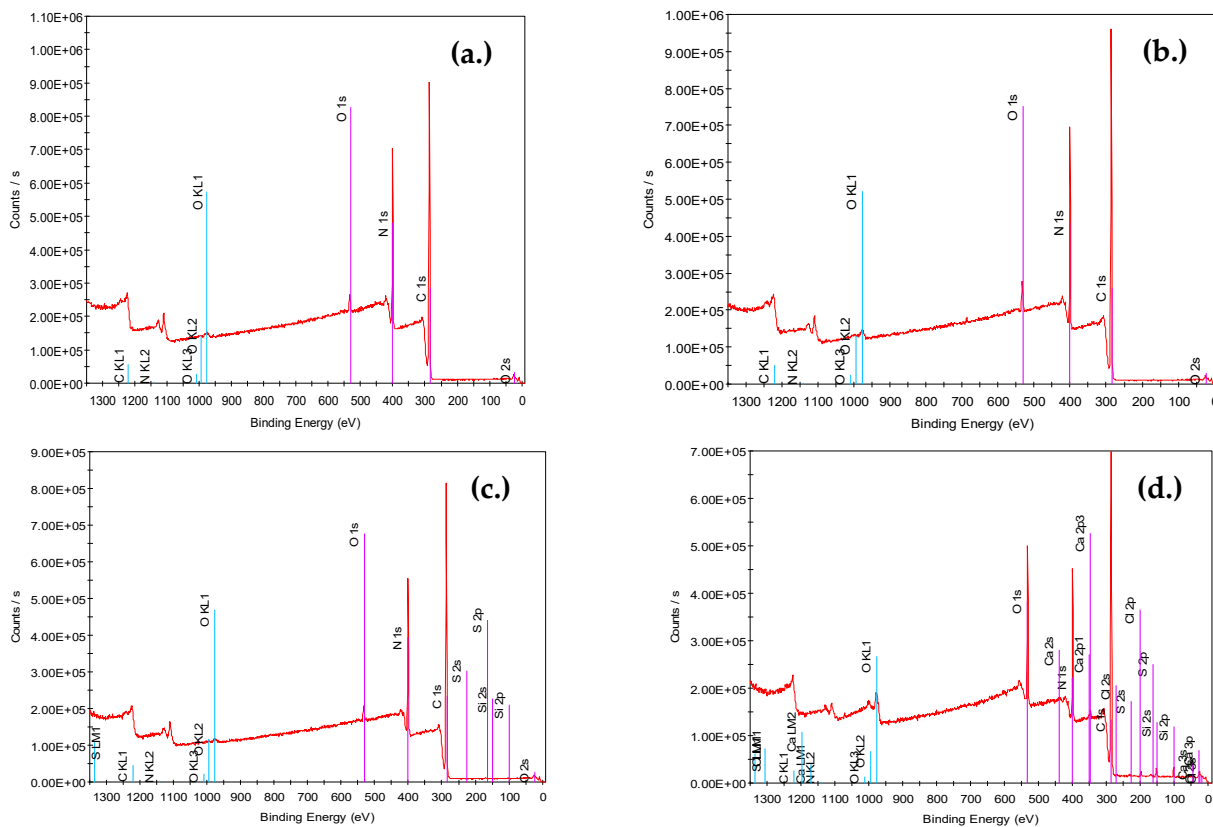 (a.)
1.10E+06
1.00E+06
9.00E+05
8.00E+05
7.00E+05
6.00E+05
5.00E+05
4.00E+05
3.00E+05
2.00E+05
1.00E+05
0.00E+00
Counts / s
C KL1
N KL2
O KL3
O KL2
O KL1
O 1s
N 1s
C 1s
O 2s
1300 1200 1100 1000 900 800 700 600 500 400 300 200 100 0
Binding Energy (eV)
(b.)
1.00E+06
9.00E+05
8.00E+05
7.00E+05
6.00E+05
5.00E+05
4.00E+05
3.00E+05
2.00E+05
1.00E+05
0.00E+00
Counts / s
C KL1
N KL2
O KL3
O KL2
O KL1
O 1s
N 1s
C 1s
O 2s
1300 1200 1100 1000 900 800 700 600 500 400 300 200 100 0
Binding Energy (eV)
(c.)
9.00E+05
8.00E+05
7.00E+05
6.00E+05
5.00E+05
4.00E+05
3.00E+05
2.00E+05
1.00E+05
0.00E+00
Counts / s
S LM1
C KL1
N KL2
O KL3
O KL2
O KL1
O 1s
N 1s
C 1s
S 2s
S 2p
Si 2s
Si 2p
O 2s
1300 1200 1100 1000 900 800 700 600 500 400 300 200 100 0
Binding Energy (eV)
(d.)
7.00E+05
6.00E+05
5.00E+05
4.00E+05
3.00E+05
2.00E+05
1.00E+05
0.00E+00
Counts / s
C KL1
Ca LM2
Ca LM1
N KL2
O KL3
O KL2
O KL1
O 1s
Ca 2s
N 1s
Ca 2p1
Ca 2p3
C 1s
Cl 2s
S 2s
Cl 2p
S 2p
Si 2s
Si 2p
Ca 3s
1300 1200 1100 1000 900 800 700 600 500 400 300 200 100 0
Binding Energy (eV)